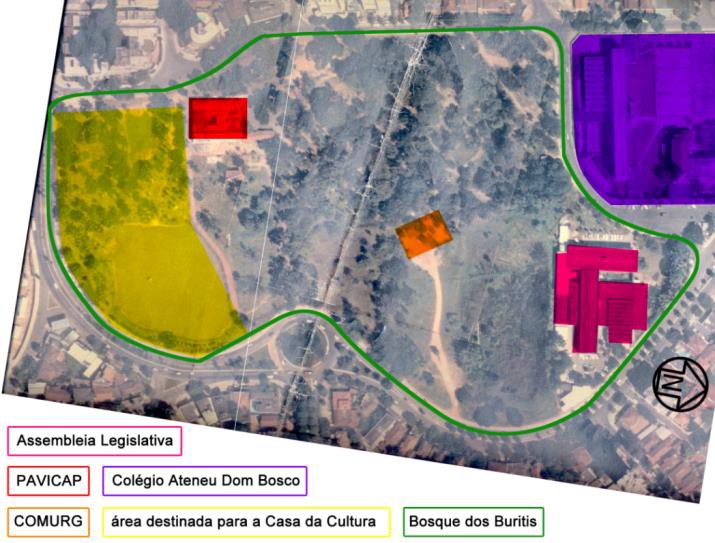 Assembleia Legislativa
PAVICAP
Colégio Ateneu Dom Bosco
COMURG
área destinada para a Casa da Cultura
Bosque dos Buritis